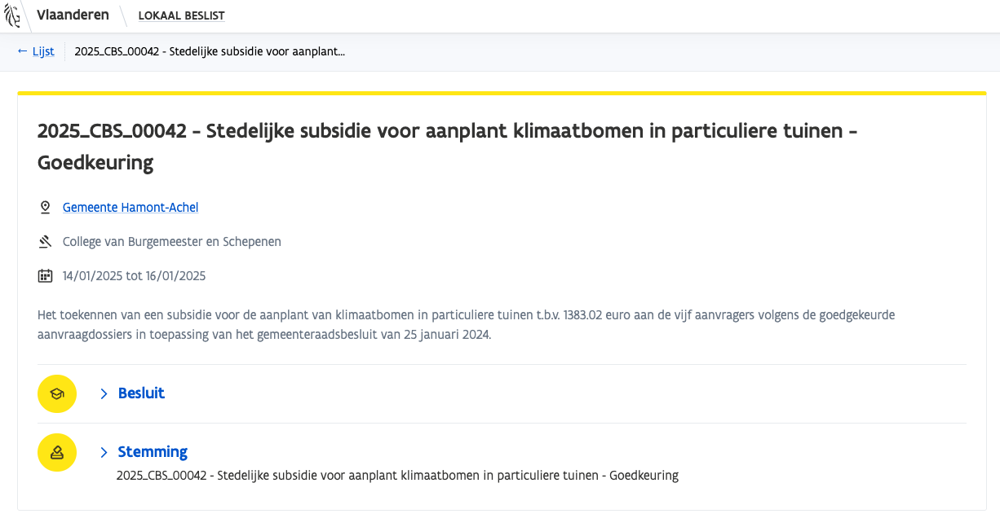 Vlaanderen LOKAAL BESLIST
← Lijst 2025_CBS_00042 - Stedelijke subsidie voor aanplant...
2025_CBS_00042 - Stedelijke subsidie voor aanplant klimaatbomen in particuliere tuinen -
Goedkeuring
Gemeente Hamont-Achel
College van Burgemeester en Schepenen
14/01/2025 tot 16/01/2025
Het toekennen van een subsidie voor de aanplant van klimaatbomen in particuliere tuinen t.b.v. 1383.02 euro aan de vijf aanvragers volgens de goedgekeurde
aanvraagdossiers in toepassing van het gemeenteraadsbesluit van 25 januari 2024.
Besluit
Stemming
2025_CBS_00042 - Stedelijke subsidie voor aanplant klimaatbomen in particuliere tuinen - Goedkeuring